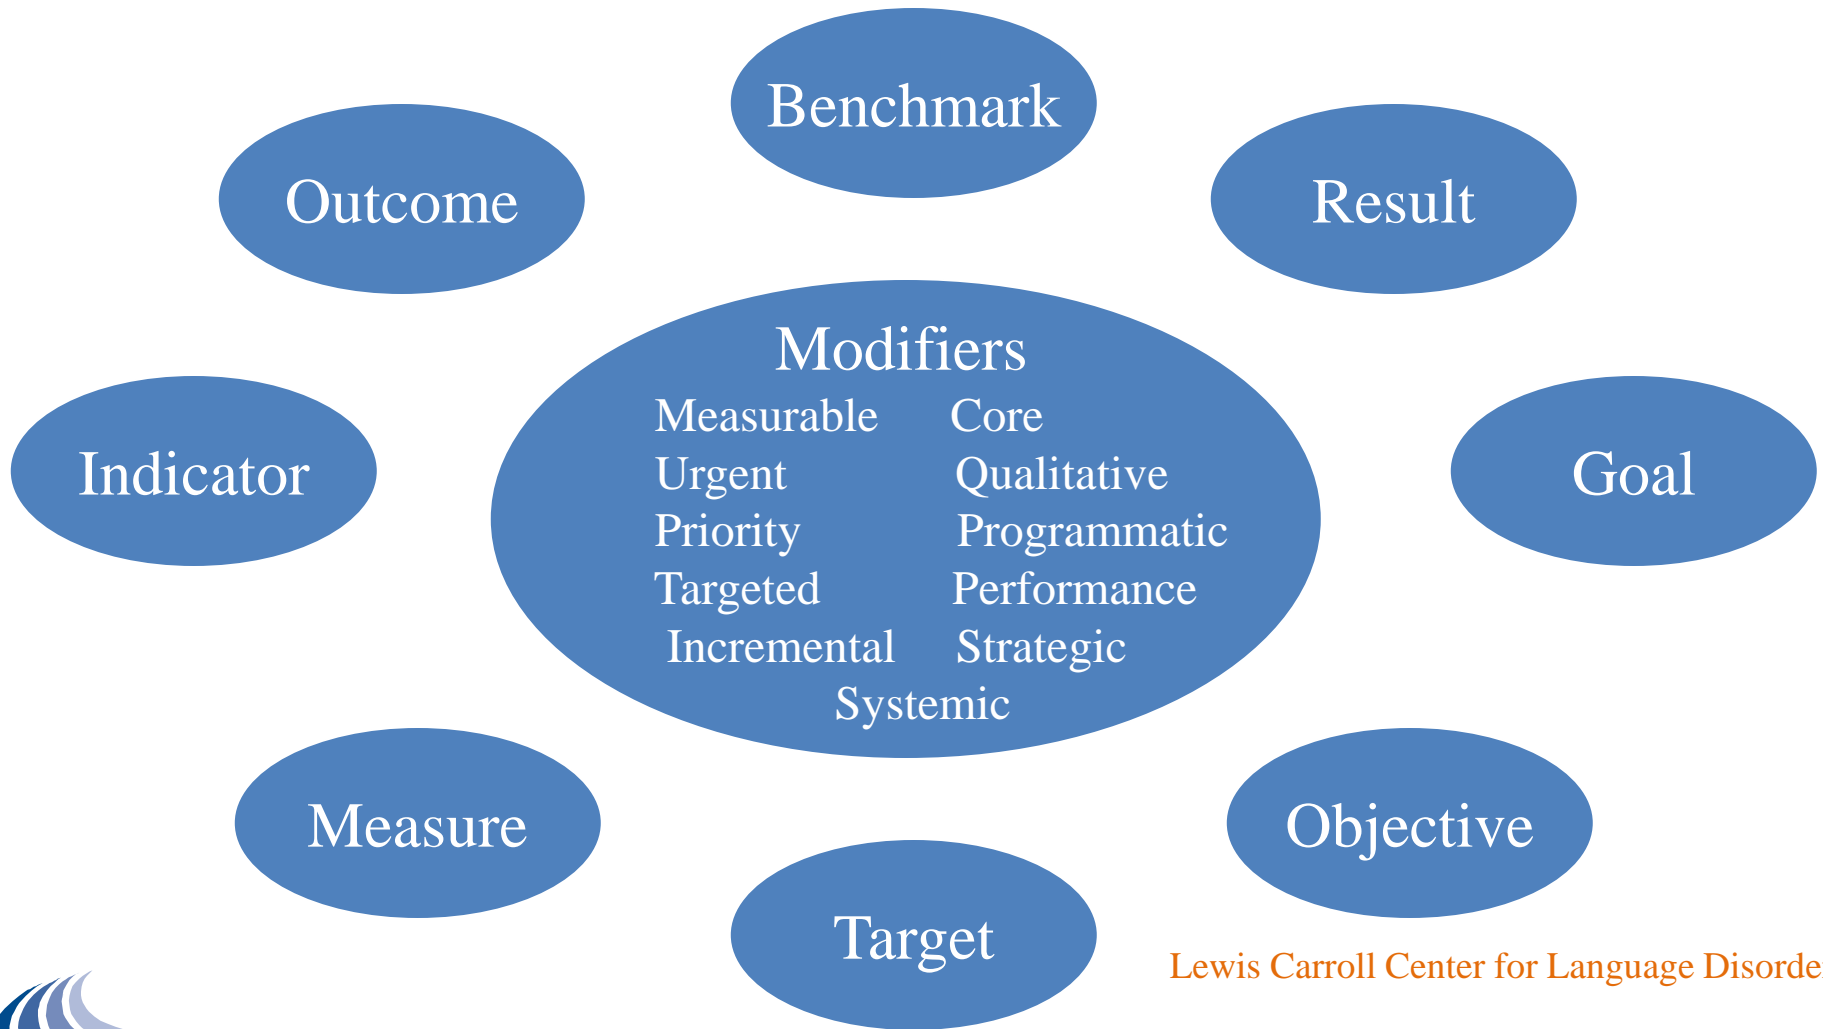 Benchmark
Outcome
Result
Modifiers
Measurable Core
Urgent Qualitative
Priority Programmatic
Targeted Performance
Incremental Strategic
Systemic
Indicator
Goal
Measure
Objective
Target
Lewis Carroll Center for Language